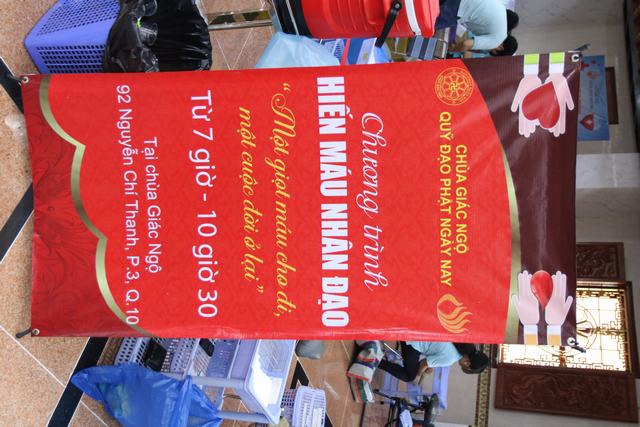 CHÙA GIÁC NGỘ
QUỸ ĐẠO PHẬT NGÀY NAY
Chương trình
HIẾN MÁU NHÂN ĐẠO
“Một giọt máu cho đi,
một cuộc đời ở lại”
Từ 7 giờ - 10 giờ 30
Tại chùa Giác Ngộ
92 Nguyễn Chí Thanh, P.3, Q.10